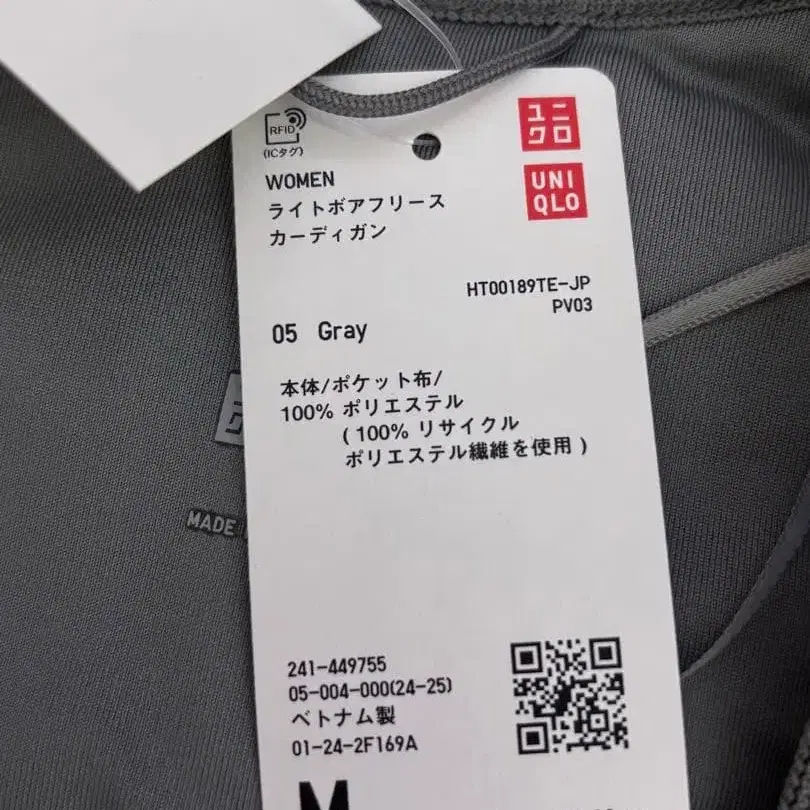 RFID
(ICタグ)
ユニ
クロ
UNI
QLO
WOMEN
ライトボアフリース
カーディガン
HT00189TE-JP
PV03
05 Gray
本体/ポケット布/
100% ポリエステル
( 100% リサイクル
ポリエステル繊維を使用 )
MADE
241-449755
05-004-000(24-25)
ベトナム製
01-24-2F169A
M